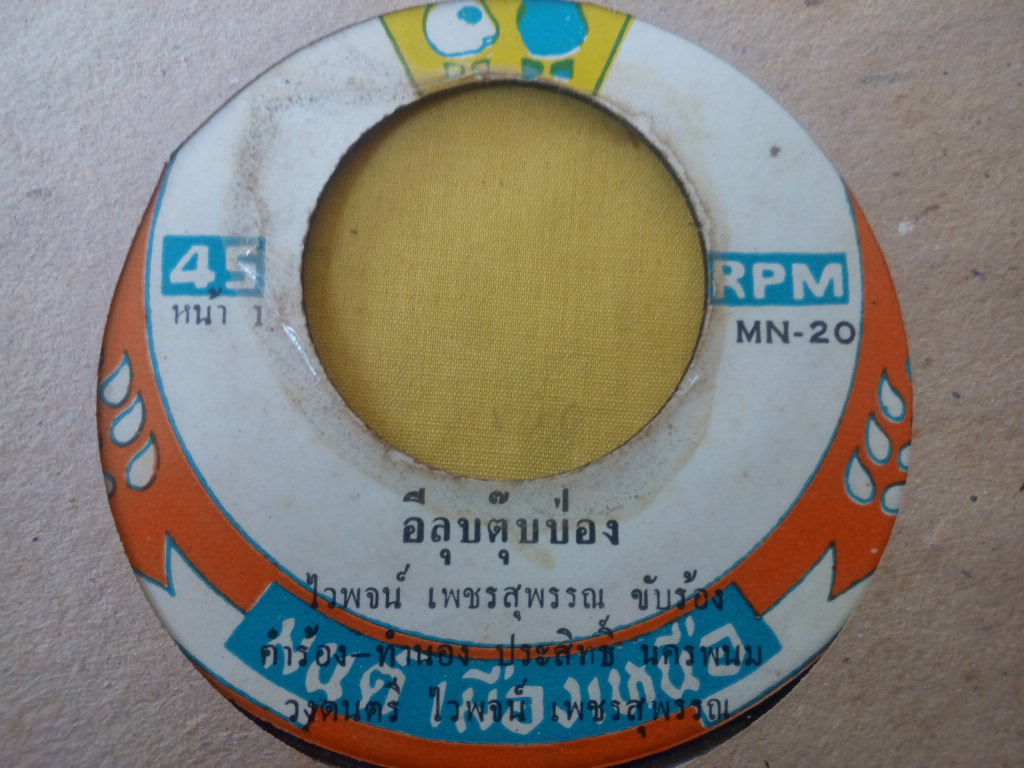 45 RPM
หน้า 1
MN-20
อีลุบตุ๊บป่อง
ไวพจน์ เพชรสุพรรณ ขับร้อง
คำร้อง-ทำนอง ประสิทธิ์ นครพนม
วงดนตรี ไวพจน์ เพชรสุพรรณ